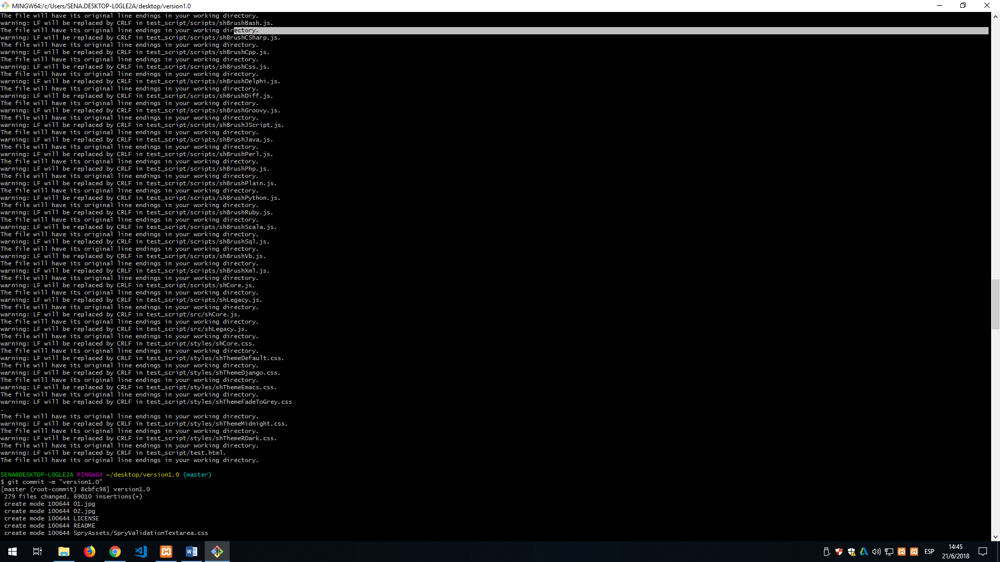 MINGW64:/c/Users/SENA.DESKTOP-L0GLE2A/desktop/version1.0
The file will have its original line endings in your working directory.
warning: LF will be replaced by CRLF in test_script/scripts/shBrushBash.js.
The file will have its original line endings in your working directory.
warning: LF will be replaced by CRLF in test_script/scripts/shBrushCSharp.js.
The file will have its original line endings in your working directory.
warning: LF will be replaced by CRLF in test_script/scripts/shBrushCpp.js.
The file will have its original line endings in your working directory.
warning: LF will be replaced by CRLF in test_script/scripts/shBrushCss.js.
The file will have its original line endings in your working directory.
warning: LF will be replaced by CRLF in test_script/scripts/shBrushDelphi.js.
The file will have its original line endings in your working directory.
warning: LF will be replaced by CRLF in test_script/scripts/shBrushDiff.js.
The file will have its original line endings in your working directory.
warning: LF will be replaced by CRLF in test_script/scripts/shBrushGroovy.js.
The file will have its original line endings in your working directory.
warning: LF will be replaced by CRLF in test_script/scripts/shBrushJScript.js.
The file will have its original line endings in your working directory.
warning: LF will be replaced by CRLF in test_script/scripts/shBrushJava.js.
The file will have its original line endings in your working directory.
warning: LF will be replaced by CRLF in test_script/scripts/shBrushPerl.js.
The file will have its original line endings in your working directory.
warning: LF will be replaced by CRLF in test_script/scripts/shBrushPhp.js.
The file will have its original line endings in your working directory.
warning: LF will be replaced by CRLF in test_script/scripts/shBrushPlain.js.
The file will have its original line endings in your working directory.
warning: LF will be replaced by CRLF in test_script/scripts/shBrushPython.js.
The file will have its original line endings in your working directory.
warning: LF will be replaced by CRLF in test_script/scripts/shBrushRuby.js.
The file will have its original line endings in your working directory.
warning: LF will be replaced by CRLF in test_script/scripts/shBrushScala.js.
The file will have its original line endings in your working directory.
warning: LF will be replaced by CRLF in test_script/scripts/shBrushSql.js.
The file will have its original line endings in your working directory.
warning: LF will be replaced by CRLF in test_script/scripts/shBrushVb.js.
The file will have its original line endings in your working directory.
warning: LF will be replaced by CRLF in test_script/scripts/shBrushXml.js.
The file will have its original line endings in your working directory.
warning: LF will be replaced by CRLF in test_script/scripts/shCore.js.
The file will have its original line endings in your working directory.
warning: LF will be replaced by CRLF in test_script/scripts/shLegacy.js.
The file will have its original line endings in your working directory.
warning: LF will be replaced by CRLF in test_script/src/shCore.js.
The file will have its original line endings in your working directory.
warning: LF will be replaced by CRLF in test_script/src/shLegacy.js.
The file will have its original line endings in your working directory.
warning: LF will be replaced by CRLF in test_script/styles/shCore.css.
The file will have its original line endings in your working directory.
warning: LF will be replaced by CRLF in test_script/styles/shThemeDefault.css.
The file will have its original line endings in your working directory.
warning: LF will be replaced by CRLF in test_script/styles/shThemeDjango.css.
The file will have its original line endings in your working directory.
warning: LF will be replaced by CRLF in test_script/styles/shThemeEmacs.css.
The file will have its original line endings in your working directory.
warning: LF will be replaced by CRLF in test_script/styles/shThemeFadeToGrey.css
.
The file will have its original line endings in your working directory.
warning: LF will be replaced by CRLF in test_script/styles/shThemeMidnight.css.
The file will have its original line endings in your working directory.
warning: LF will be replaced by CRLF in test_script/styles/shThemeRDark.css.
The file will have its original line endings in your working directory.
warning: LF will be replaced by CRLF in test_script/test.html.
The file will have its original line endings in your working directory.
SENA@DESKTOP-L0GLE2A MINGW64 ~/desktop/version1.0 (master)
$ git commit -m "version1.0"
[master (root-commit) 8cbfc98] version1.0
279 files changed, 69010 insertions(+)
create mode 100644 01.jpg
create mode 100644 02.jpg
create mode 100644 LICENSE
create mode 100644 README
create mode 100644 SpryAssets/SpryValidationTextarea.css
ESP
14:45
21/6/2018